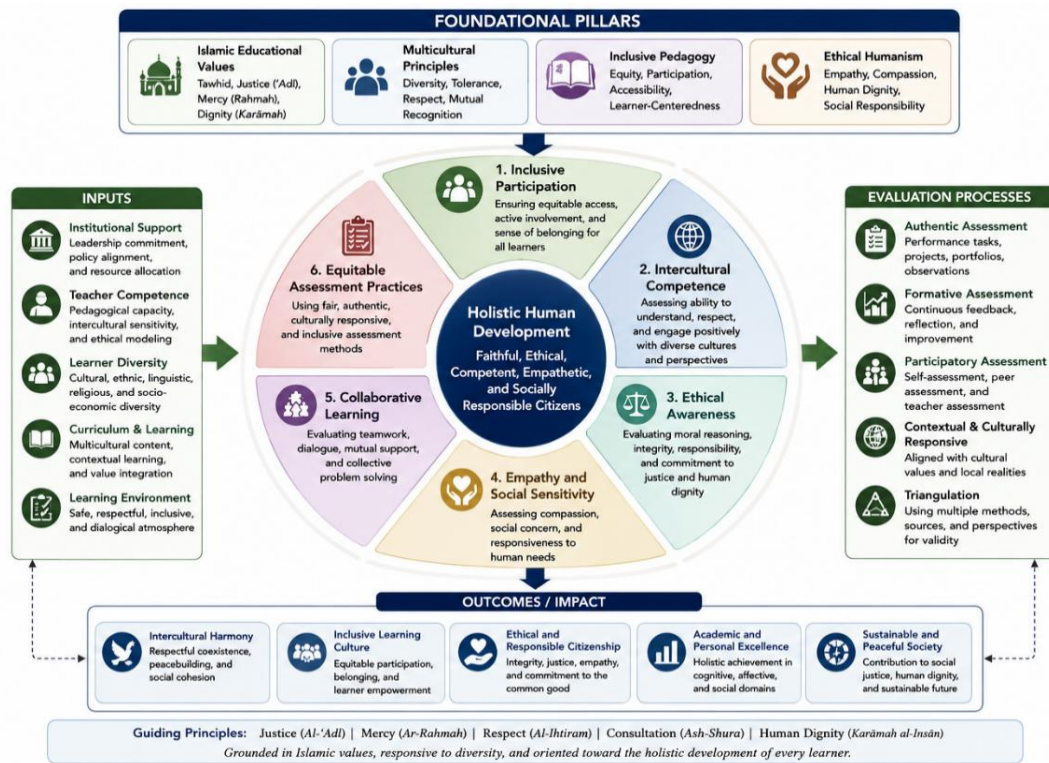 FOUNDATIONAL PILLARS
Islamic Educational
Values
Tawhid, Justice ('Adl),
Mercy (Rahmah),
Dignity (Karāmah)
Multicultural
Principles
Diversity, Tolerance,
Respect, Mutual
Recognition
Inclusive Pedagogy
Equity, Participation,
Accessibility,
Learner-Centeredness
Ethical Humanism
Empathy, Compassion,
Human Dignity,
Social Responsibility
INPUTS
Institutional Support
Leadership commitment,
policy alignment,
and resource allocation
Teacher Competence
Pedagogical capacity,
intercultural sensitivity,
and ethical modeling
Learner Diversity
Cultural, ethnic, linguistic,
religious, and socio-
economic diversity
Curriculum & Learning
Multicultural content,
contextual learning,
and value integration
Learning Environment
Safe, respectful, inclusive,
and dialogical atmosphere
1. Inclusive
Participation
Ensuring equitable access,
active involvement, and
sense of belonging for
all learners
2. Intercultural
Competence
Assessing ability to
understand, respect,
and engage positively
with diverse cultures
and perspectives
3. Ethical
Awareness
Evaluating moral reasoning,
integrity, responsibility,
and commitment to
justice and human
dignity
4. Empathy and
Social Sensitivity
Assessing compassion,
social concern, and
responsiveness to
human needs
5. Collaborative
Learning
Evaluating teamwork,
dialogue, mutual support,
and collective
problem solving
6. Equitable
Assessment Practices
Using fair, authentic,
culturally responsive,
and inclusive assessment
methods
Holistic Human
Development
Faithful, Ethical,
Competent, Empathetic,
and Socially
Responsible Citizens
EVALUATION PROCESSES
Authentic Assessment
Performance tasks,
projects, portfolios,
observations
Formative Assessment
Continuous feedback,
reflection, and
improvement
Participatory Assessment
Self-assessment, peer
assessment, and
teacher assessment
Contextual & Culturally
Responsive
Aligned with cultural
values and local realities
Triangulation
Using multiple methods,
sources, and perspectives
for validity
OUTCOMES / IMPACT
Intercultural Harmony
Respectful coexistence,
peacebuilding, and
social cohesion
Inclusive Learning
Culture
Equitable participation,
belonging, and
learner empowerment
Ethical and
Responsible Citizenship
Integrity, justice, empathy,
and commitment to the
common good
Academic and
Personal Excellence
Holistic achievement in
cognitive, affective,
and social domains
Sustainable and
Peaceful Society
Contribution to social
justice, human dignity,
and sustainable future
Guiding Principles: Justice (Al-'Adl) | Mercy (Ar-Rahmah) | Respect (Al-Ihtiram) | Consultation (Ash-Shura) | Human Dignity (Karāmah al-Insān)
Grounded in Islamic values, responsive to diversity, and oriented toward the holistic development of every learner.